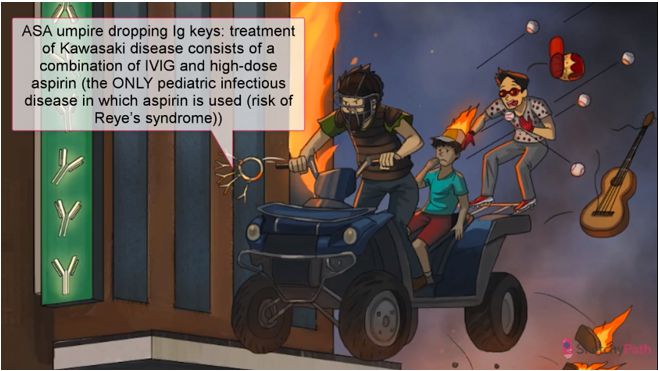 ASA umpire dropping Ig keys: treatment
of Kawasaki disease consists of a
combination of IVIG and high-dose
aspirin (the ONLY pediatric infectious
disease in which aspirin is used (risk of
Reye's syndrome))
SketchyPath